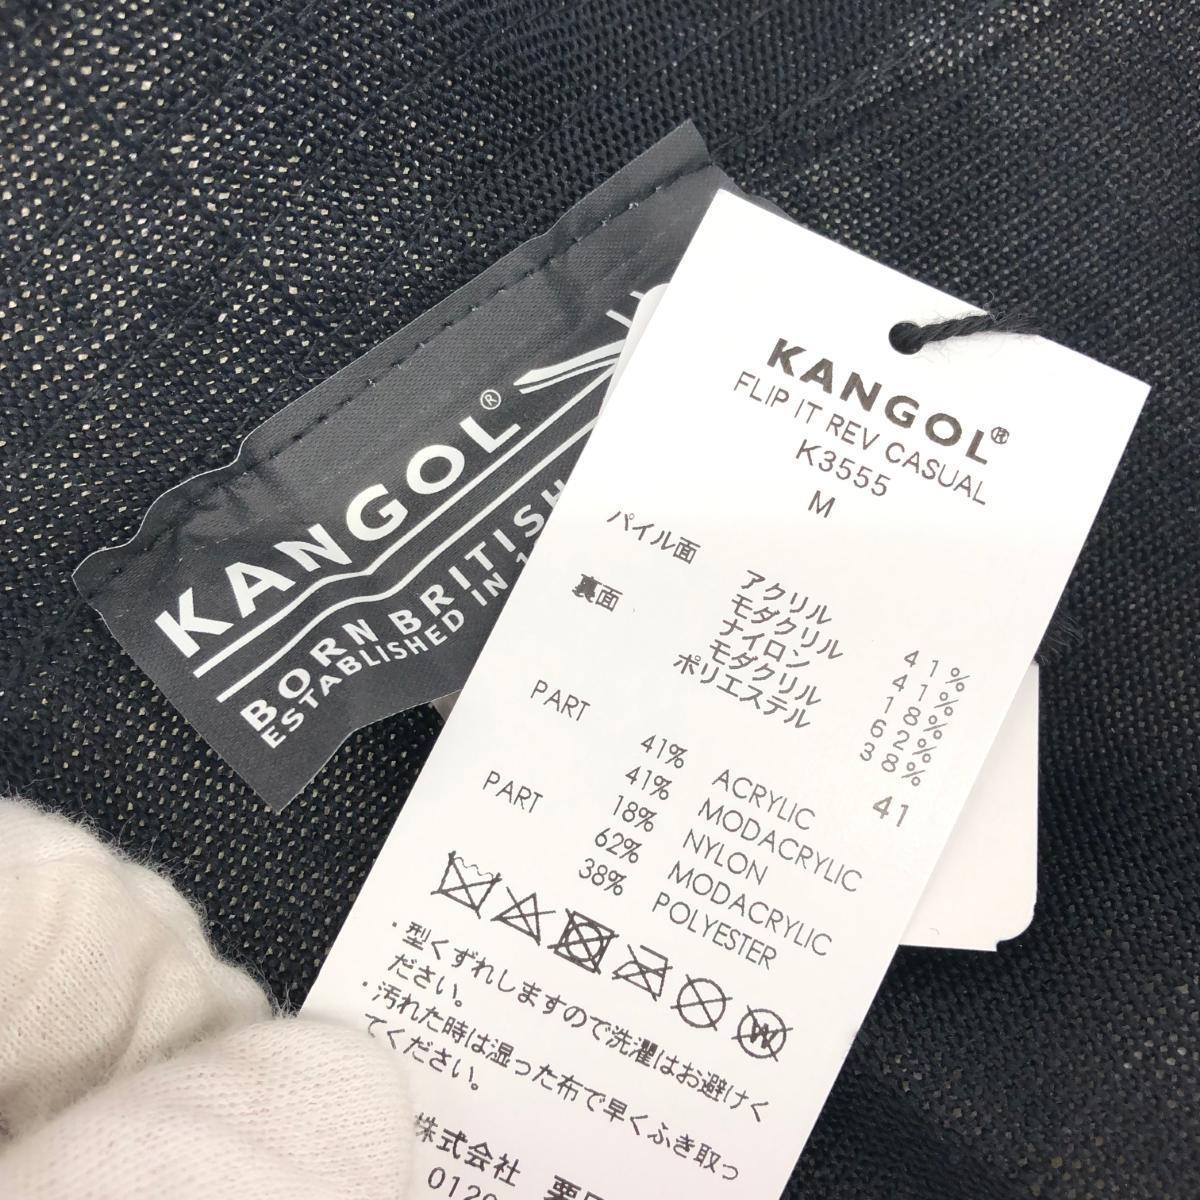 KANGOL®
BORN BRITISH
ESTABLISHED IN
KANGOL®
FLIP IT REV CASUAL
K3555
M
パイル面
アクリル 41%
モダクリル 41%
ナイロン 18%
裏面
モダクリル 62%
ポリエステル 38%
41
PART
41% ACRYLIC
41% MODACRYLIC
18% NYLON
PART
62% MODACRYLIC
38% POLYESTER
W
・型くずれしますので洗濯はお避けく
ださい。
・汚れた時は湿った布で早くふき取っ
てください。
株式会社 栗
0120